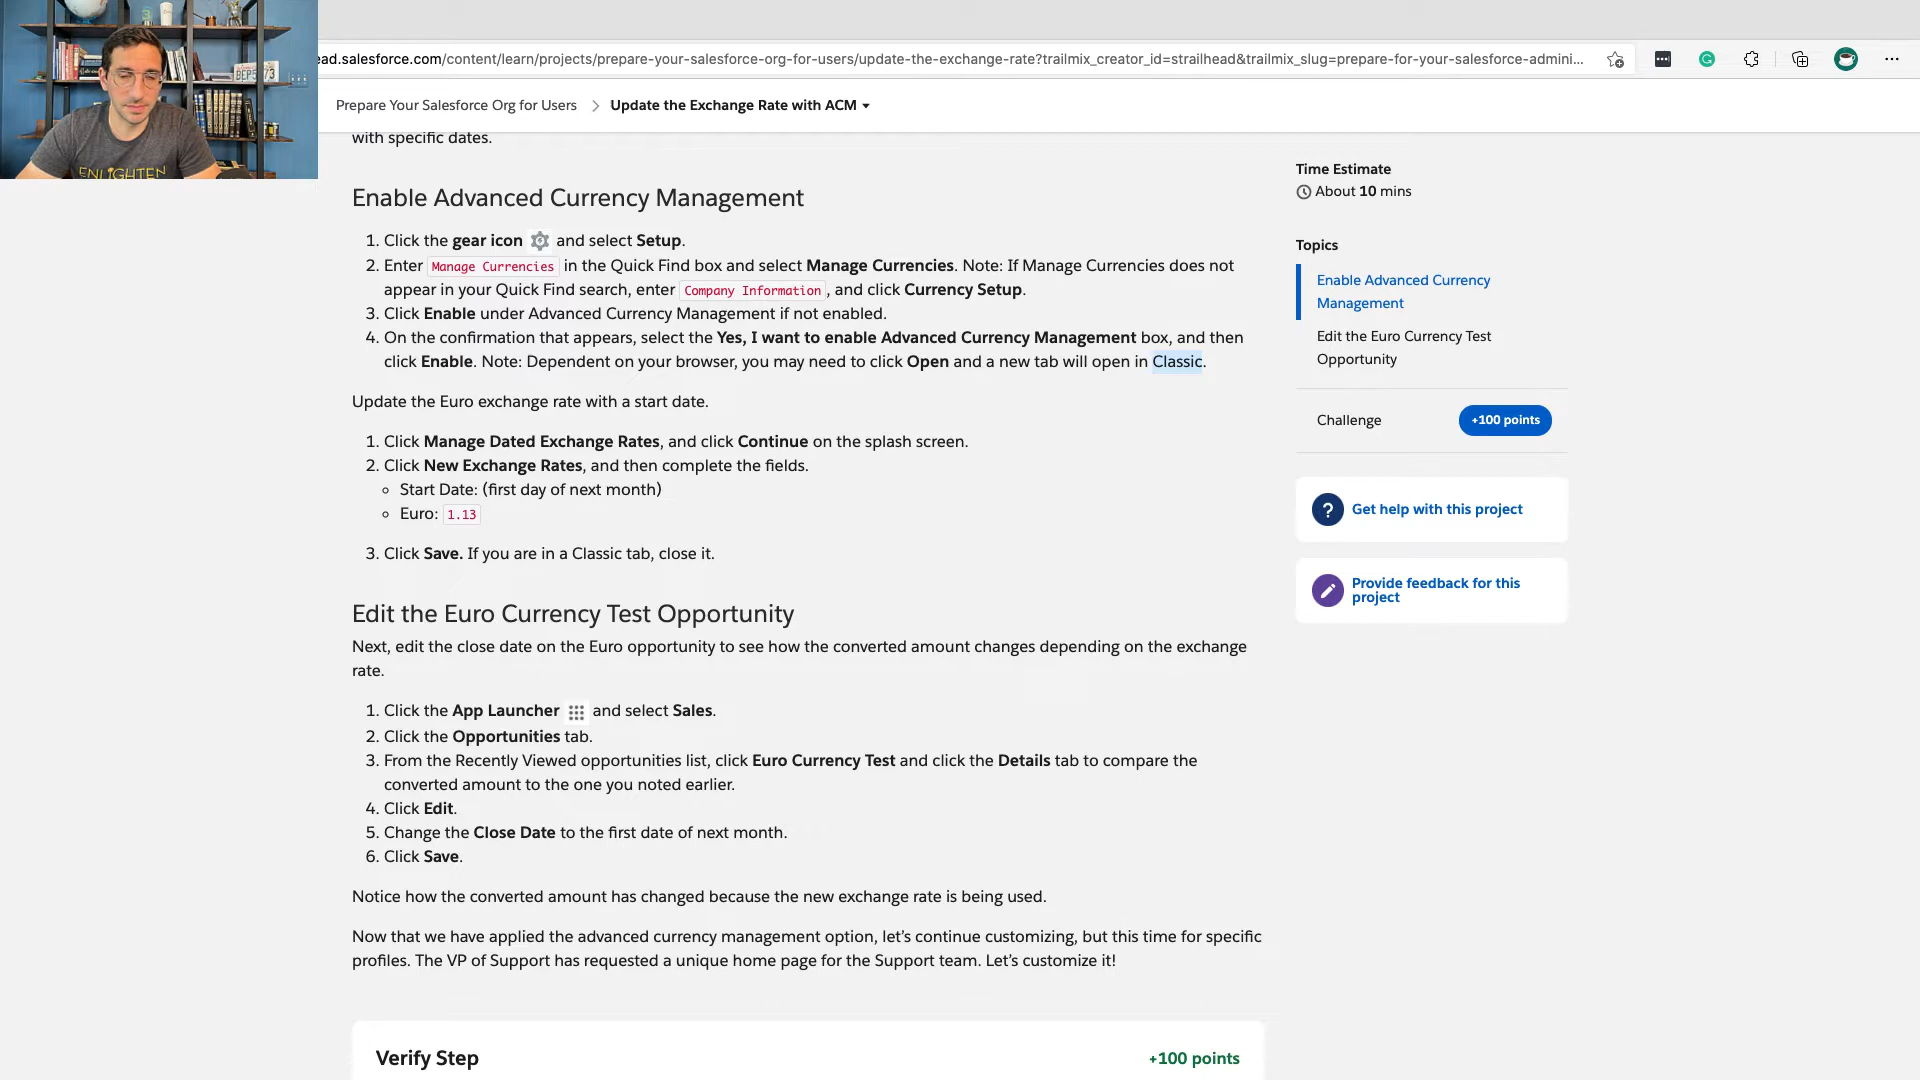 ead.salesforce.com/content/learn/projects/prepare-your-salesforce-org-for-users/update-the-exchange-rate?trailmix_creator_id=strailhead&trailmix_slug=prepare-for-your-salesforce-admini...
BEP5 73
ENLIGHTEN
Prepare Your Salesforce Org for Users > Update the Exchange Rate with ACM
with specific dates.
Time Estimate
About 10 mins
Enable Advanced Currency Management
1. Click the gear icon and select Setup.
2. Enter Manage Currencies in the Quick Find box and select Manage Currencies. Note: If Manage Currencies does not
appear in your Quick Find search, enter Company Information, and click Currency Setup.
3. Click Enable under Advanced Currency Management if not enabled.
4. On the confirmation that appears, select the Yes, I want to enable Advanced Currency Management box, and then
click Enable. Note: Dependent on your browser, you may need to click Open and a new tab will open in Classic.
Update the Euro exchange rate with a start date.
1. Click Manage Dated Exchange Rates, and click Continue on the splash screen.
2. Click New Exchange Rates, and then complete the fields.
Start Date: (first day of next month)
Euro: 1.13
3. Click Save. If you are in a Classic tab, close it.
Edit the Euro Currency Test Opportunity
Next, edit the close date on the Euro opportunity to see how the converted amount changes depending on the exchange
rate.
1. Click the App Launcher and select Sales.
2. Click the Opportunities tab.
3. From the Recently Viewed opportunities list, click Euro Currency Test and click the Details tab to compare the
converted amount to the one you noted earlier.
4. Click Edit.
5. Change the Close Date to the first date of next month.
6. Click Save.
Notice how the converted amount has changed because the new exchange rate is being used.
Now that we have applied the advanced currency management option, let's continue customizing, but this time for specific
profiles. The VP of Support has requested a unique home page for the Support team. Let's customize it!
Verify Step
+100 points
Topics
Enable Advanced Currency
Management
Edit the Euro Currency Test
Opportunity
Challenge
+100 points
Get help with this project
Provide feedback for this
project